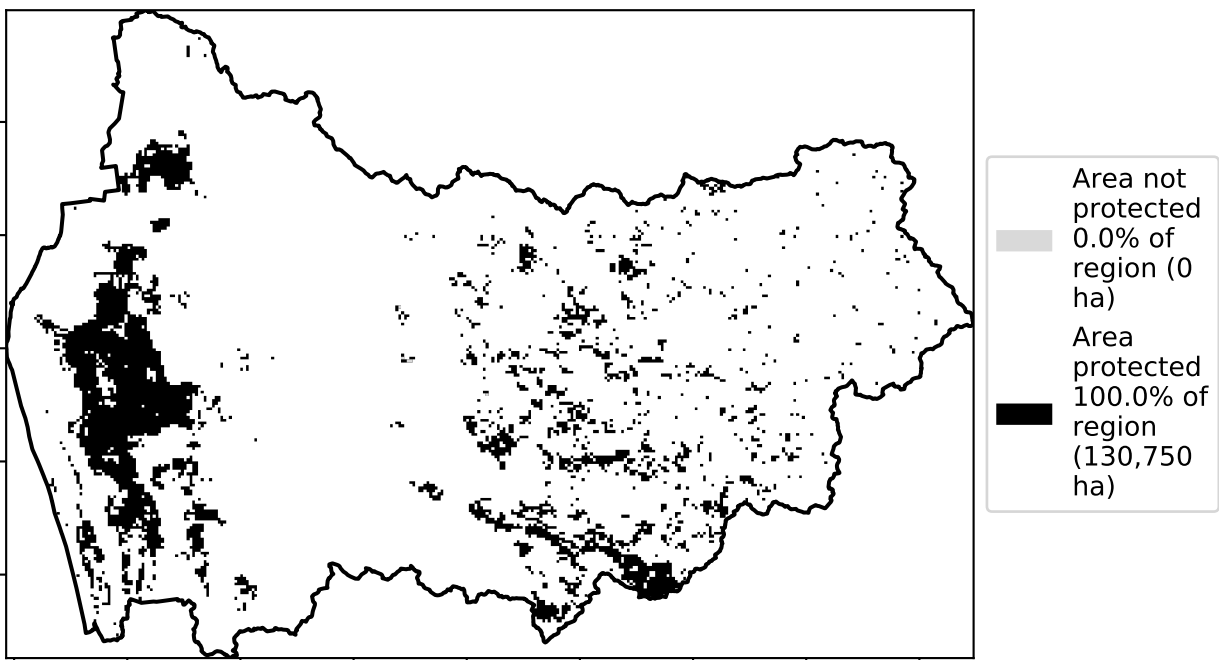 Area not
protected
0.0% of
region (0
ha)
Area
protected
100.0% of
region
(130,750
ha)